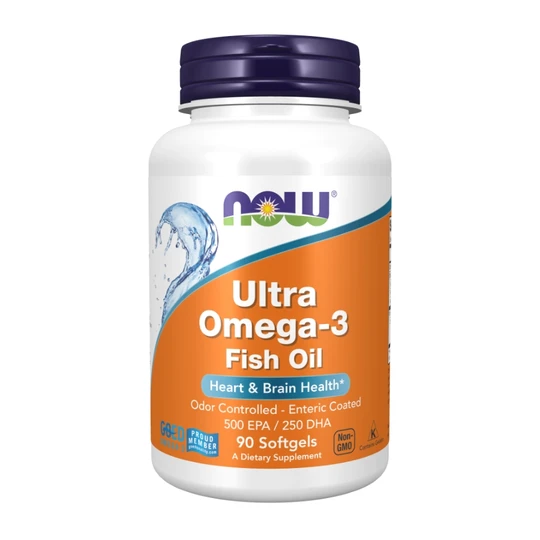 NOW®
Ultra
Omega-3
Fish Oil
Heart & Brain Health*
Odor Controlled - Enteric Coated
500 EPA / 250 DHA
90 Softgels
A Dietary Supplement
GOED
PROUD
MEMBER
Non-
GMO
K